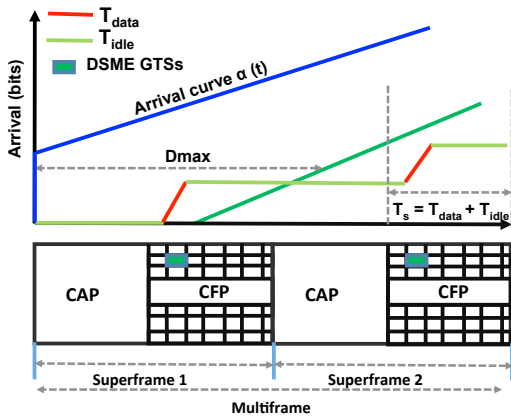 T_data
T_idle
DSME GTSs
Arrival (bits)
Arrival curve α (t)
Dmax
T_s = T_data + T_idle
CAP
CFP
CAP
CFP
Superframe 1
Superframe 2
Multiframe